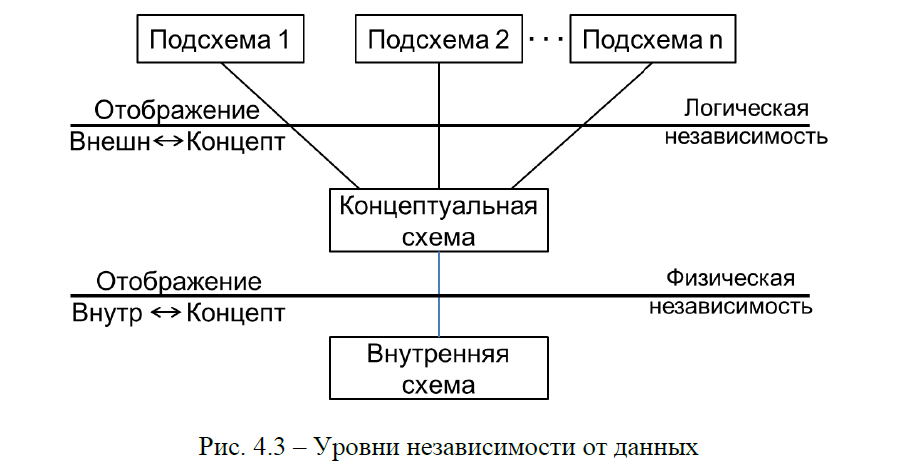 Подсхема 1 Подсхема 2 · · · Подсхема n
Отображение
Внешн↔Концепт
Логическая
независимость
Концептуальная
схема
Отображение
Внутр ↔ Концепт
Физическая
независимость
Внутренняя
схема
Рис. 4.3 – Уровни независимости от данных